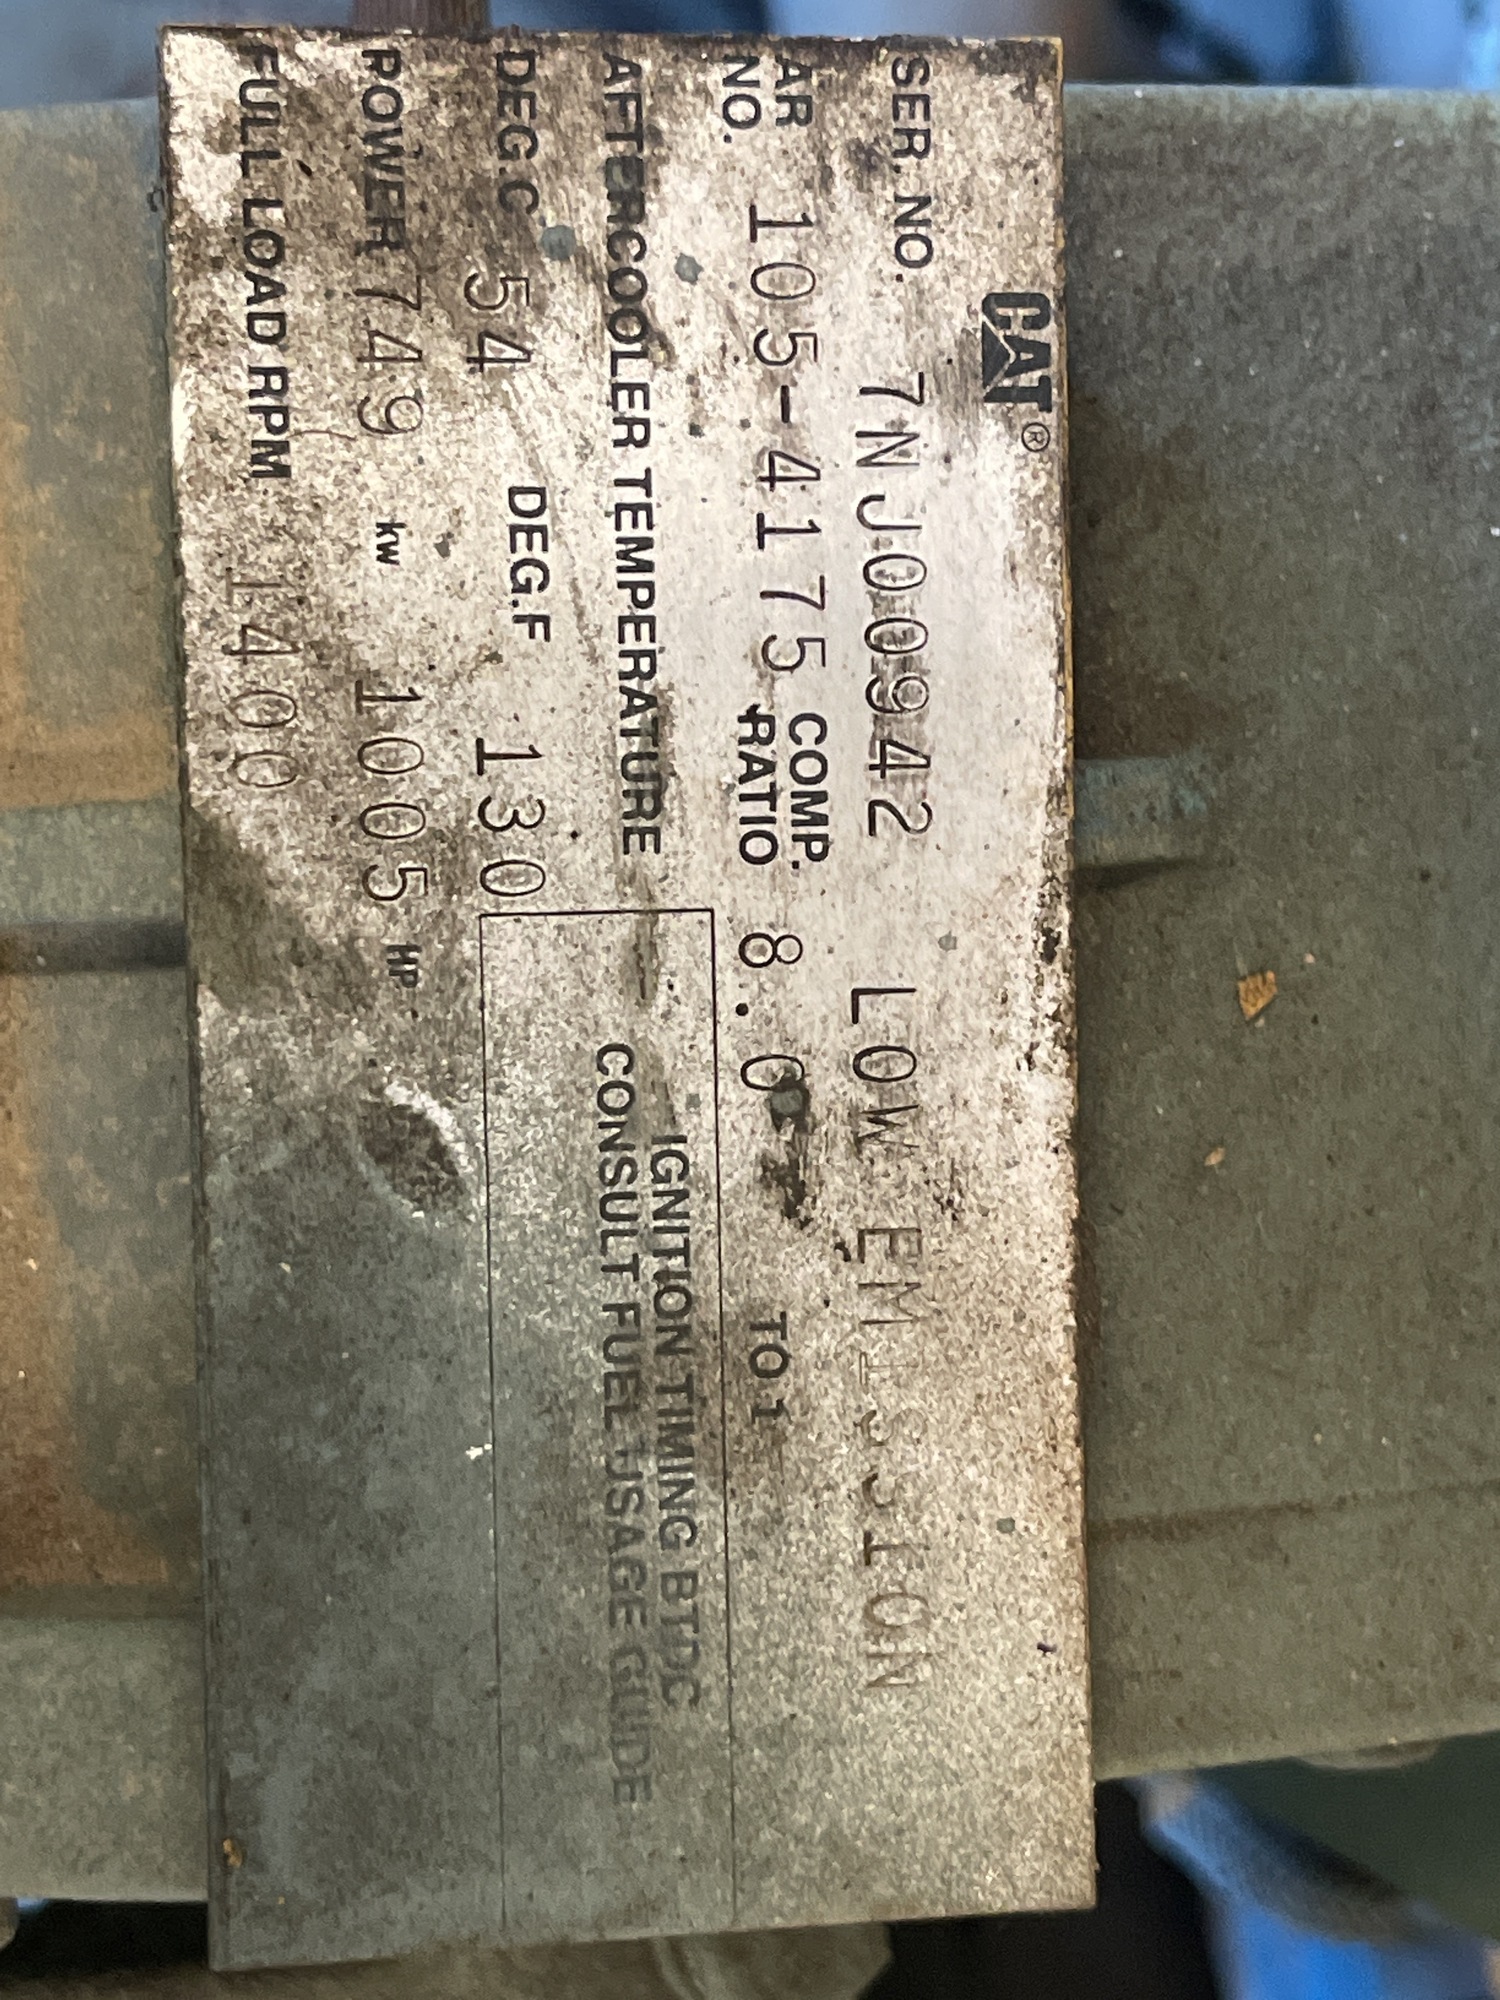 CAT®
SER. NO. 7NJ00942 LOW EMISSION
AR NO. 105-4175 COMP. RATIO 8.0 TO 1
AFTERCOOLER TEMPERATURE
DEG.C 54 DEG.F 130
IGNITION TIMING BTDC
CONSULT FUEL USAGE GUIDE
POWER 749 kw 1005 HP
FULL LOAD RPM 1400